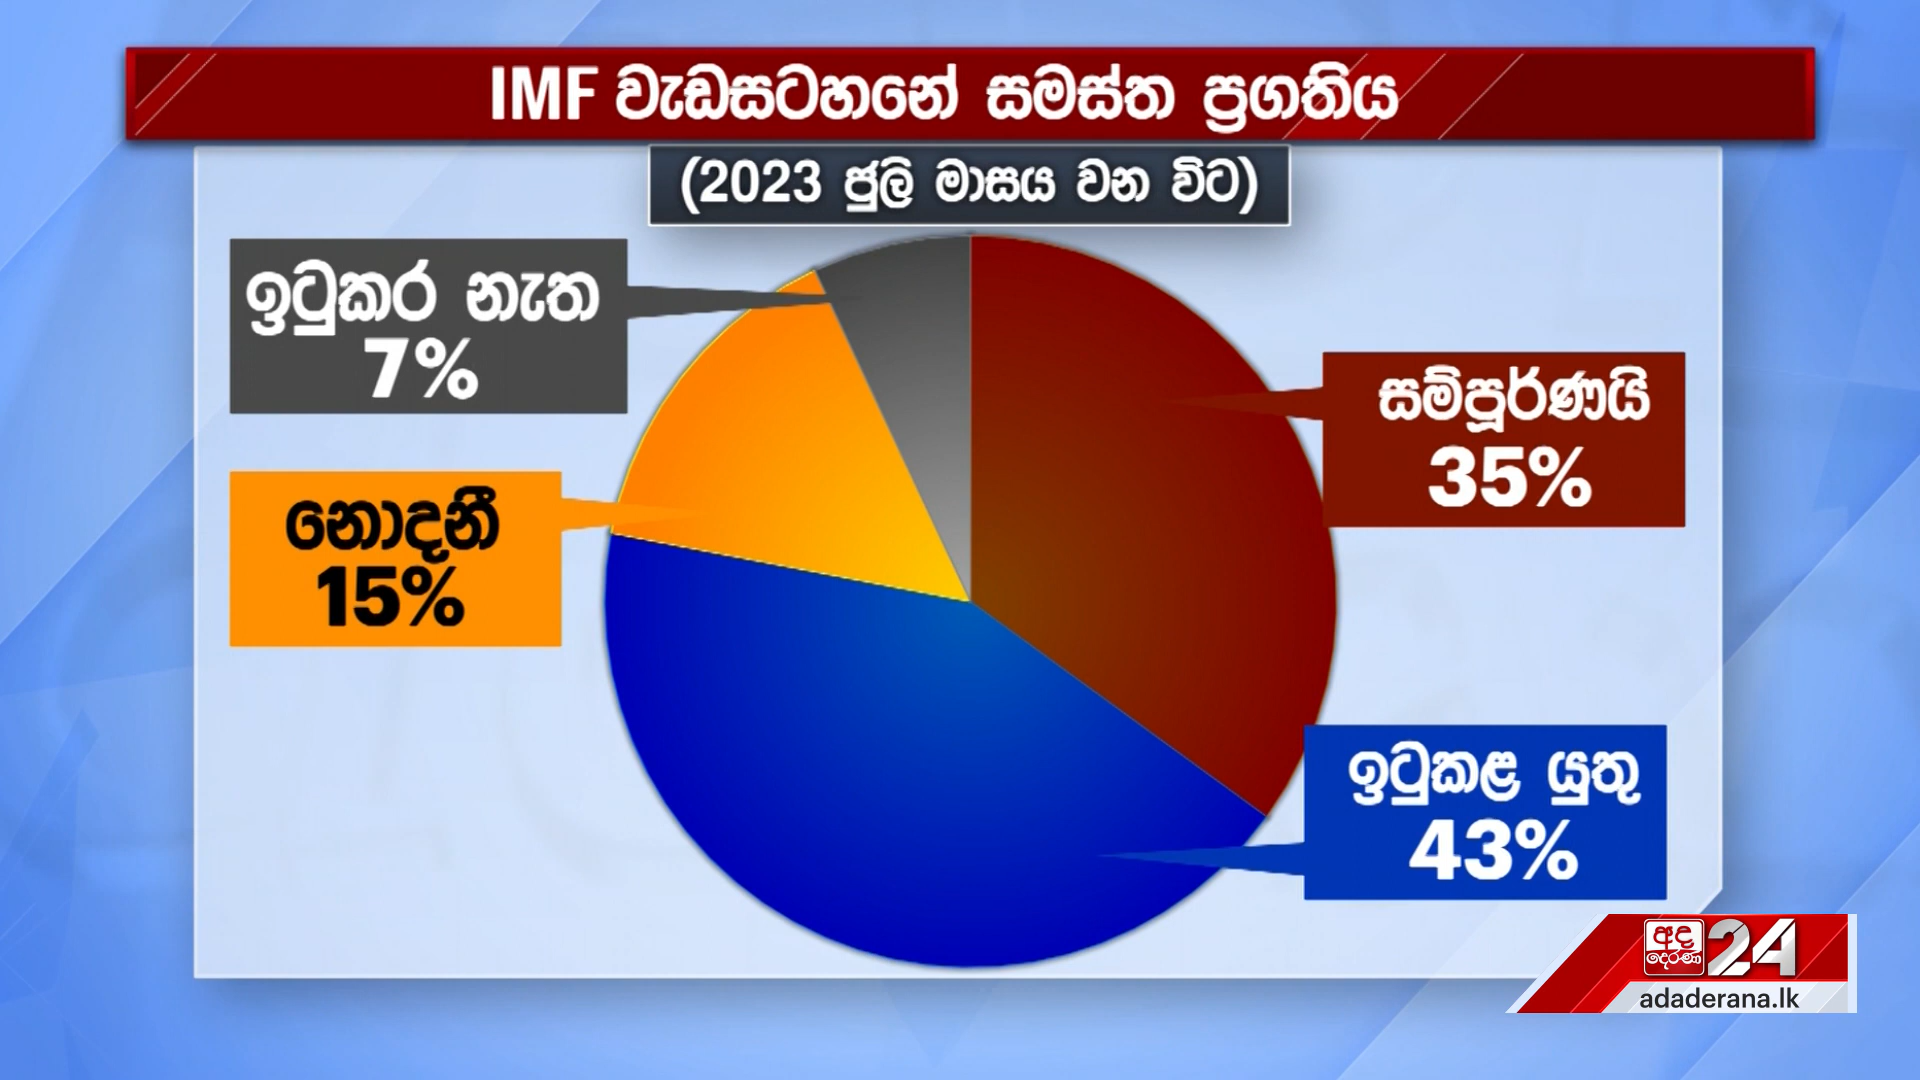 IMF වැඩසටහනේ සමස්ත ප්‍රගතිය
(2023 ජුලි මාසය වන විට)
ඉටුකර නැත
7%
සම්පූර්ණයි
35%
නොදනී
15%
ඉටුකළ යුතු
43%
අද දෙරණ 24
adaderana.lk